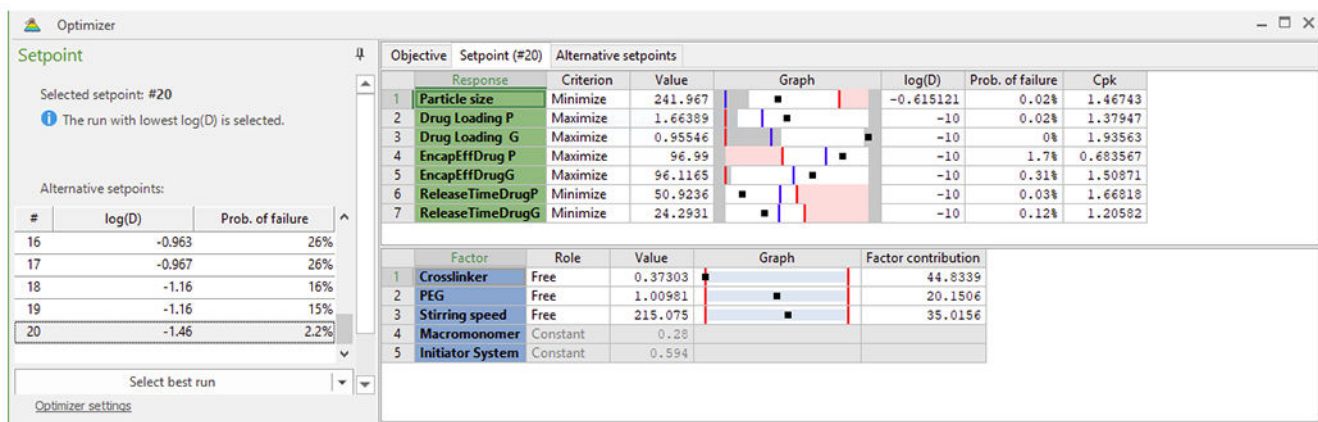 Optimizer
Setpoint
Selected setpoint: #20
The run with lowest log(D) is selected.
Alternative setpoints:
# log(D) Prob. of failure
16 -0.963 26%
17 -0.967 26%
18 -1.16 16%
19 -1.16 15%
20 -1.46 2.2%
Select best run
Optimizer settings
Objective Setpoint (#20) Alternative setpoints
Response Criterion Value Graph log(D) Prob. of failure Cpk
1 Particle size Minimize 241.967 -0.615121 0.02% 1.46743
2 Drug Loading P Maximize 1.66389 -10 0.02% 1.37947
3 Drug Loading G Maximize 0.95546 -10 0% 1.93563
4 EncapEffDrug P Maximize 96.99 -10 1.7% 0.683567
5 EncapEffDrugG Maximize 96.1165 -10 0.31% 1.50871
6 ReleaseTimeDrugP Minimize 50.9236 -10 0.03% 1.66818
7 ReleaseTimeDrugG Minimize 24.2931 -10 0.12% 1.20582
Factor Role Value Graph Factor contribution
1 Crosslinker Free 0.37303 44.8339
2 PEG Free 1.00981 20.1506
3 Stirring speed Free 215.075 35.0156
4 Macromonomer Constant 0.28
5 Initiator System Constant 0.594